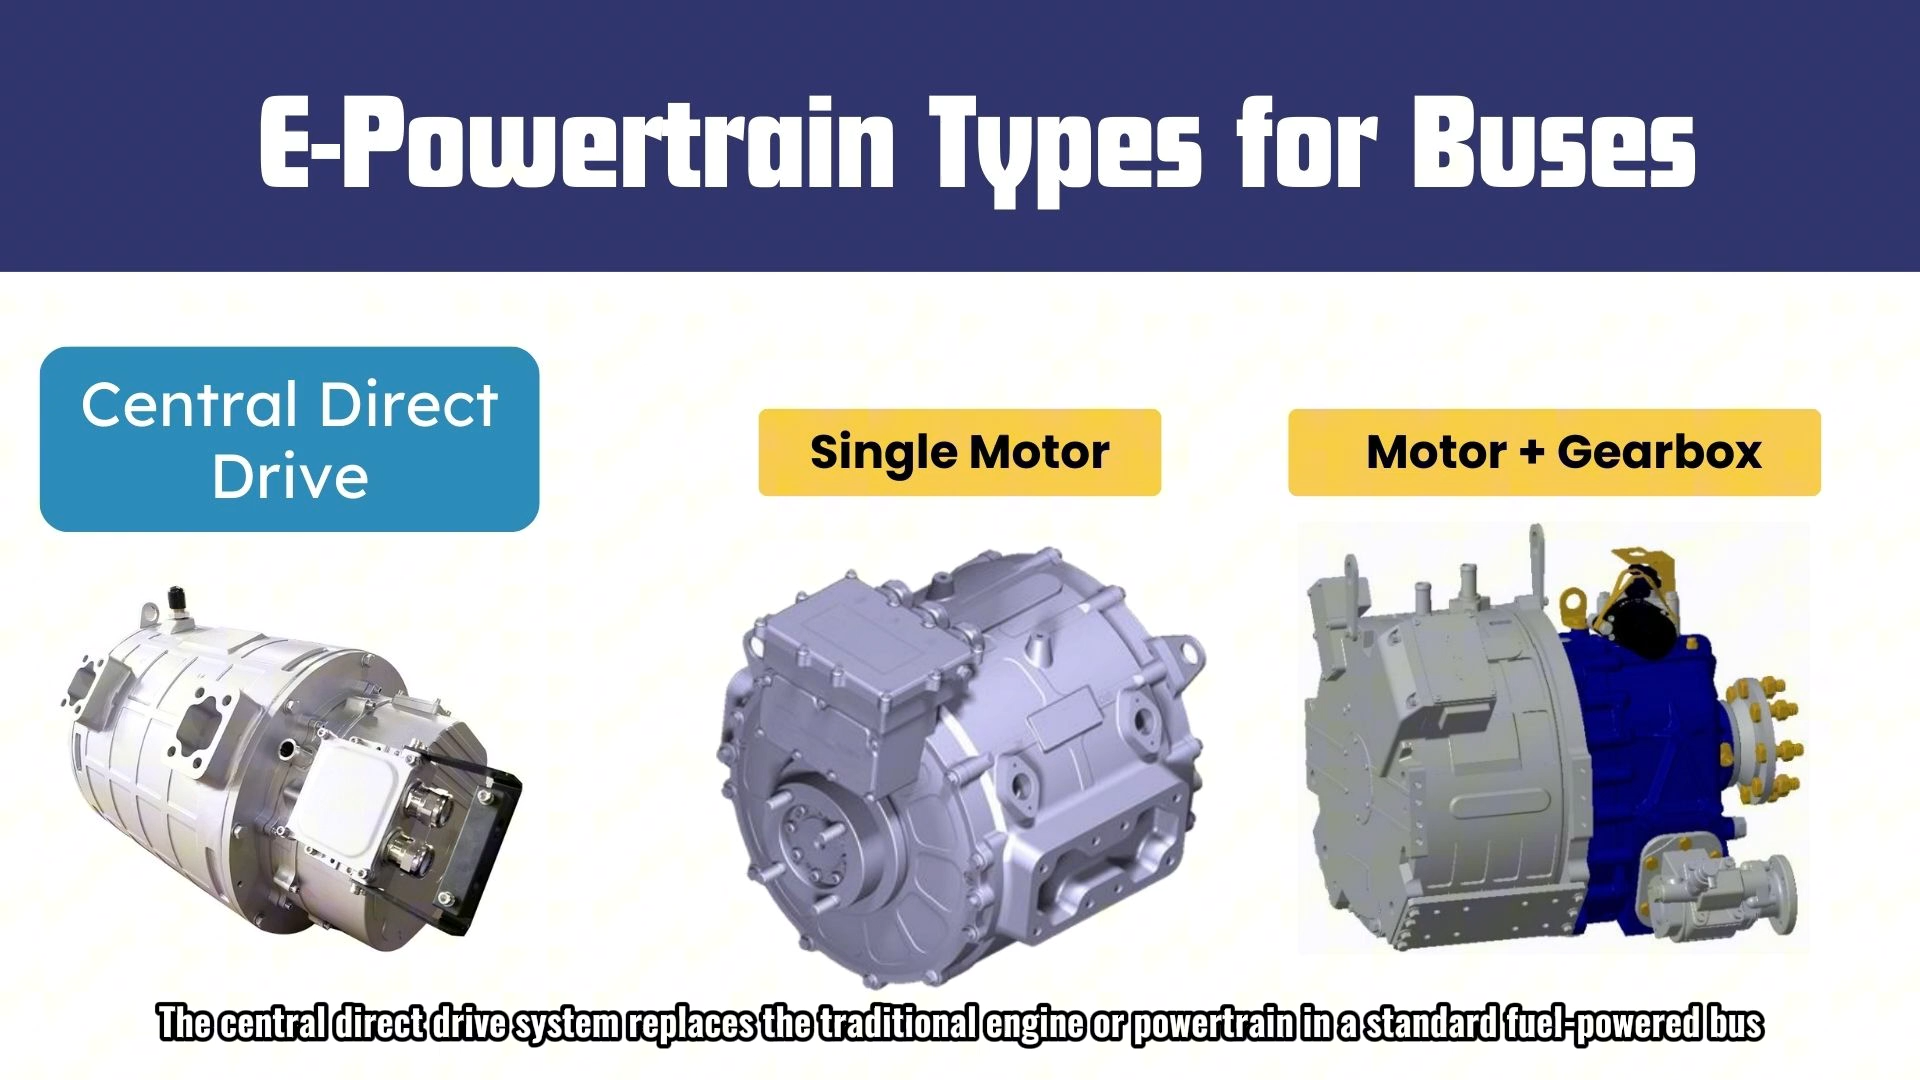 E-Powertrain Types for Buses
Central Direct
Drive
Single Motor
Motor + Gearbox
The central direct drive system replaces the traditional engine or powertrain in a standard fuel-powered bus